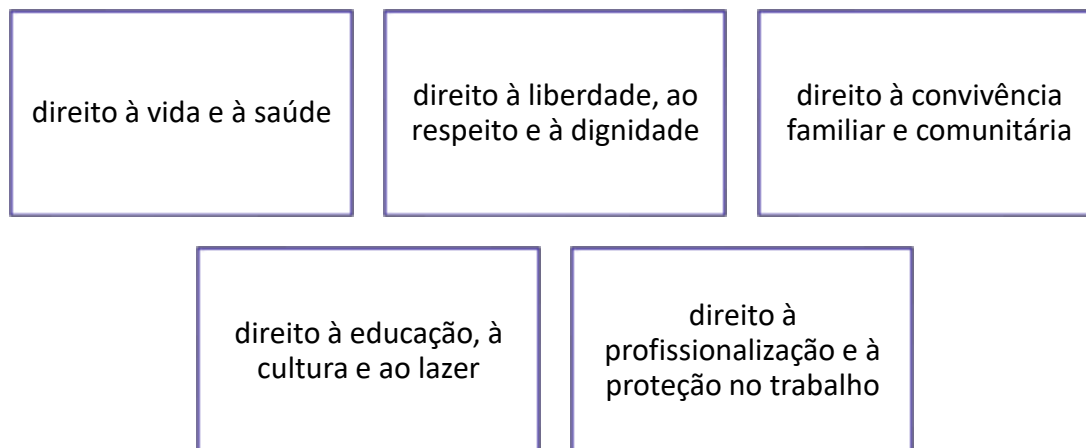 direito à vida e à saúde
direito à liberdade, ao
respeito e à dignidade
direito à convivência
familiar e comunitária
direito à educação, à
cultura e ao lazer
direito à
profissionalização e à
proteção no trabalho